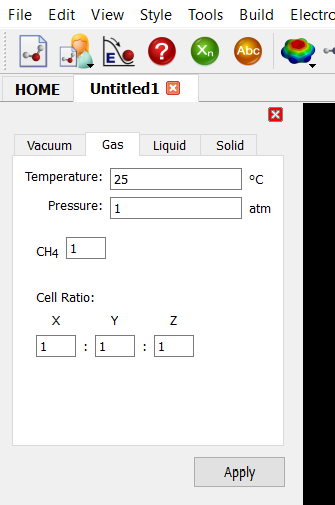 File Edit View Style Tools Build Electro
? Xn Abc
HOME Untitled1
Vacuum Gas Liquid Solid
Temperature: 25 °C
Pressure: 1 atm
CH4 1
Cell Ratio:
X Y Z
1 : 1 : 1
Apply